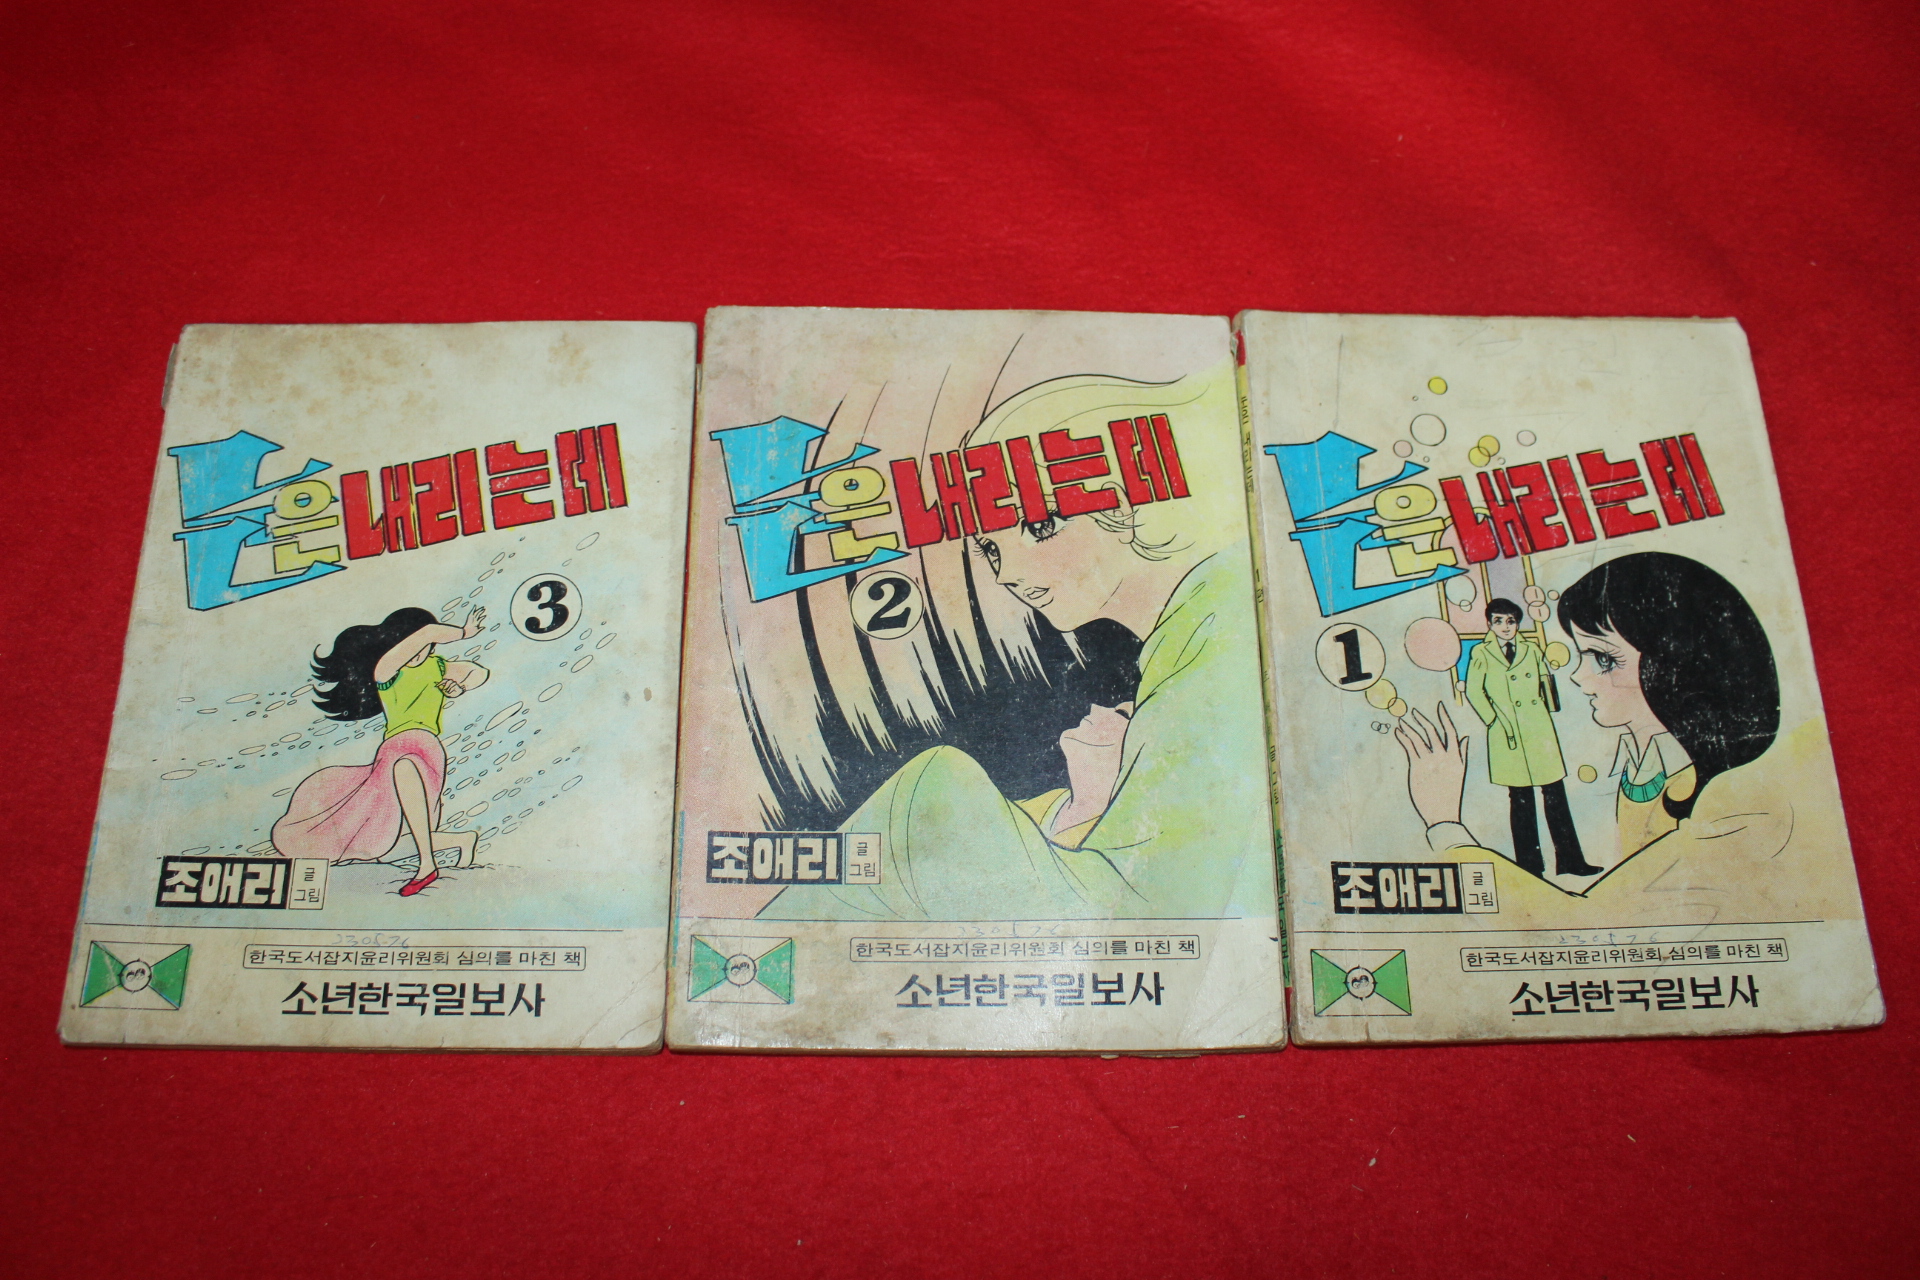 눈은 내리는데
3
조애리
글
그림
230576
한국도서잡지윤리위원회 심의를 마친 책
소년한국일보사
눈은 내리는데
2
조애리
글
그림
230576
한국도서잡지윤리위원회 심의를 마친 책
소년한국일보사
눈은 내리는데
1
조애리
글
그림
230576
한국도서잡지윤리위원회 심의를 마친 책
소년한국일보사